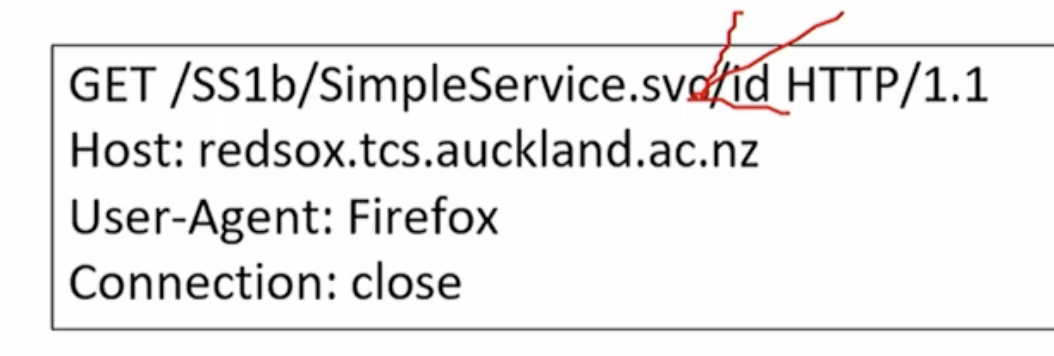 GET /SS1b/SimpleService.svc/id HTTP/1.1
Host: redsox.tcs.auckland.ac.nz
User-Agent: Firefox
Connection: close